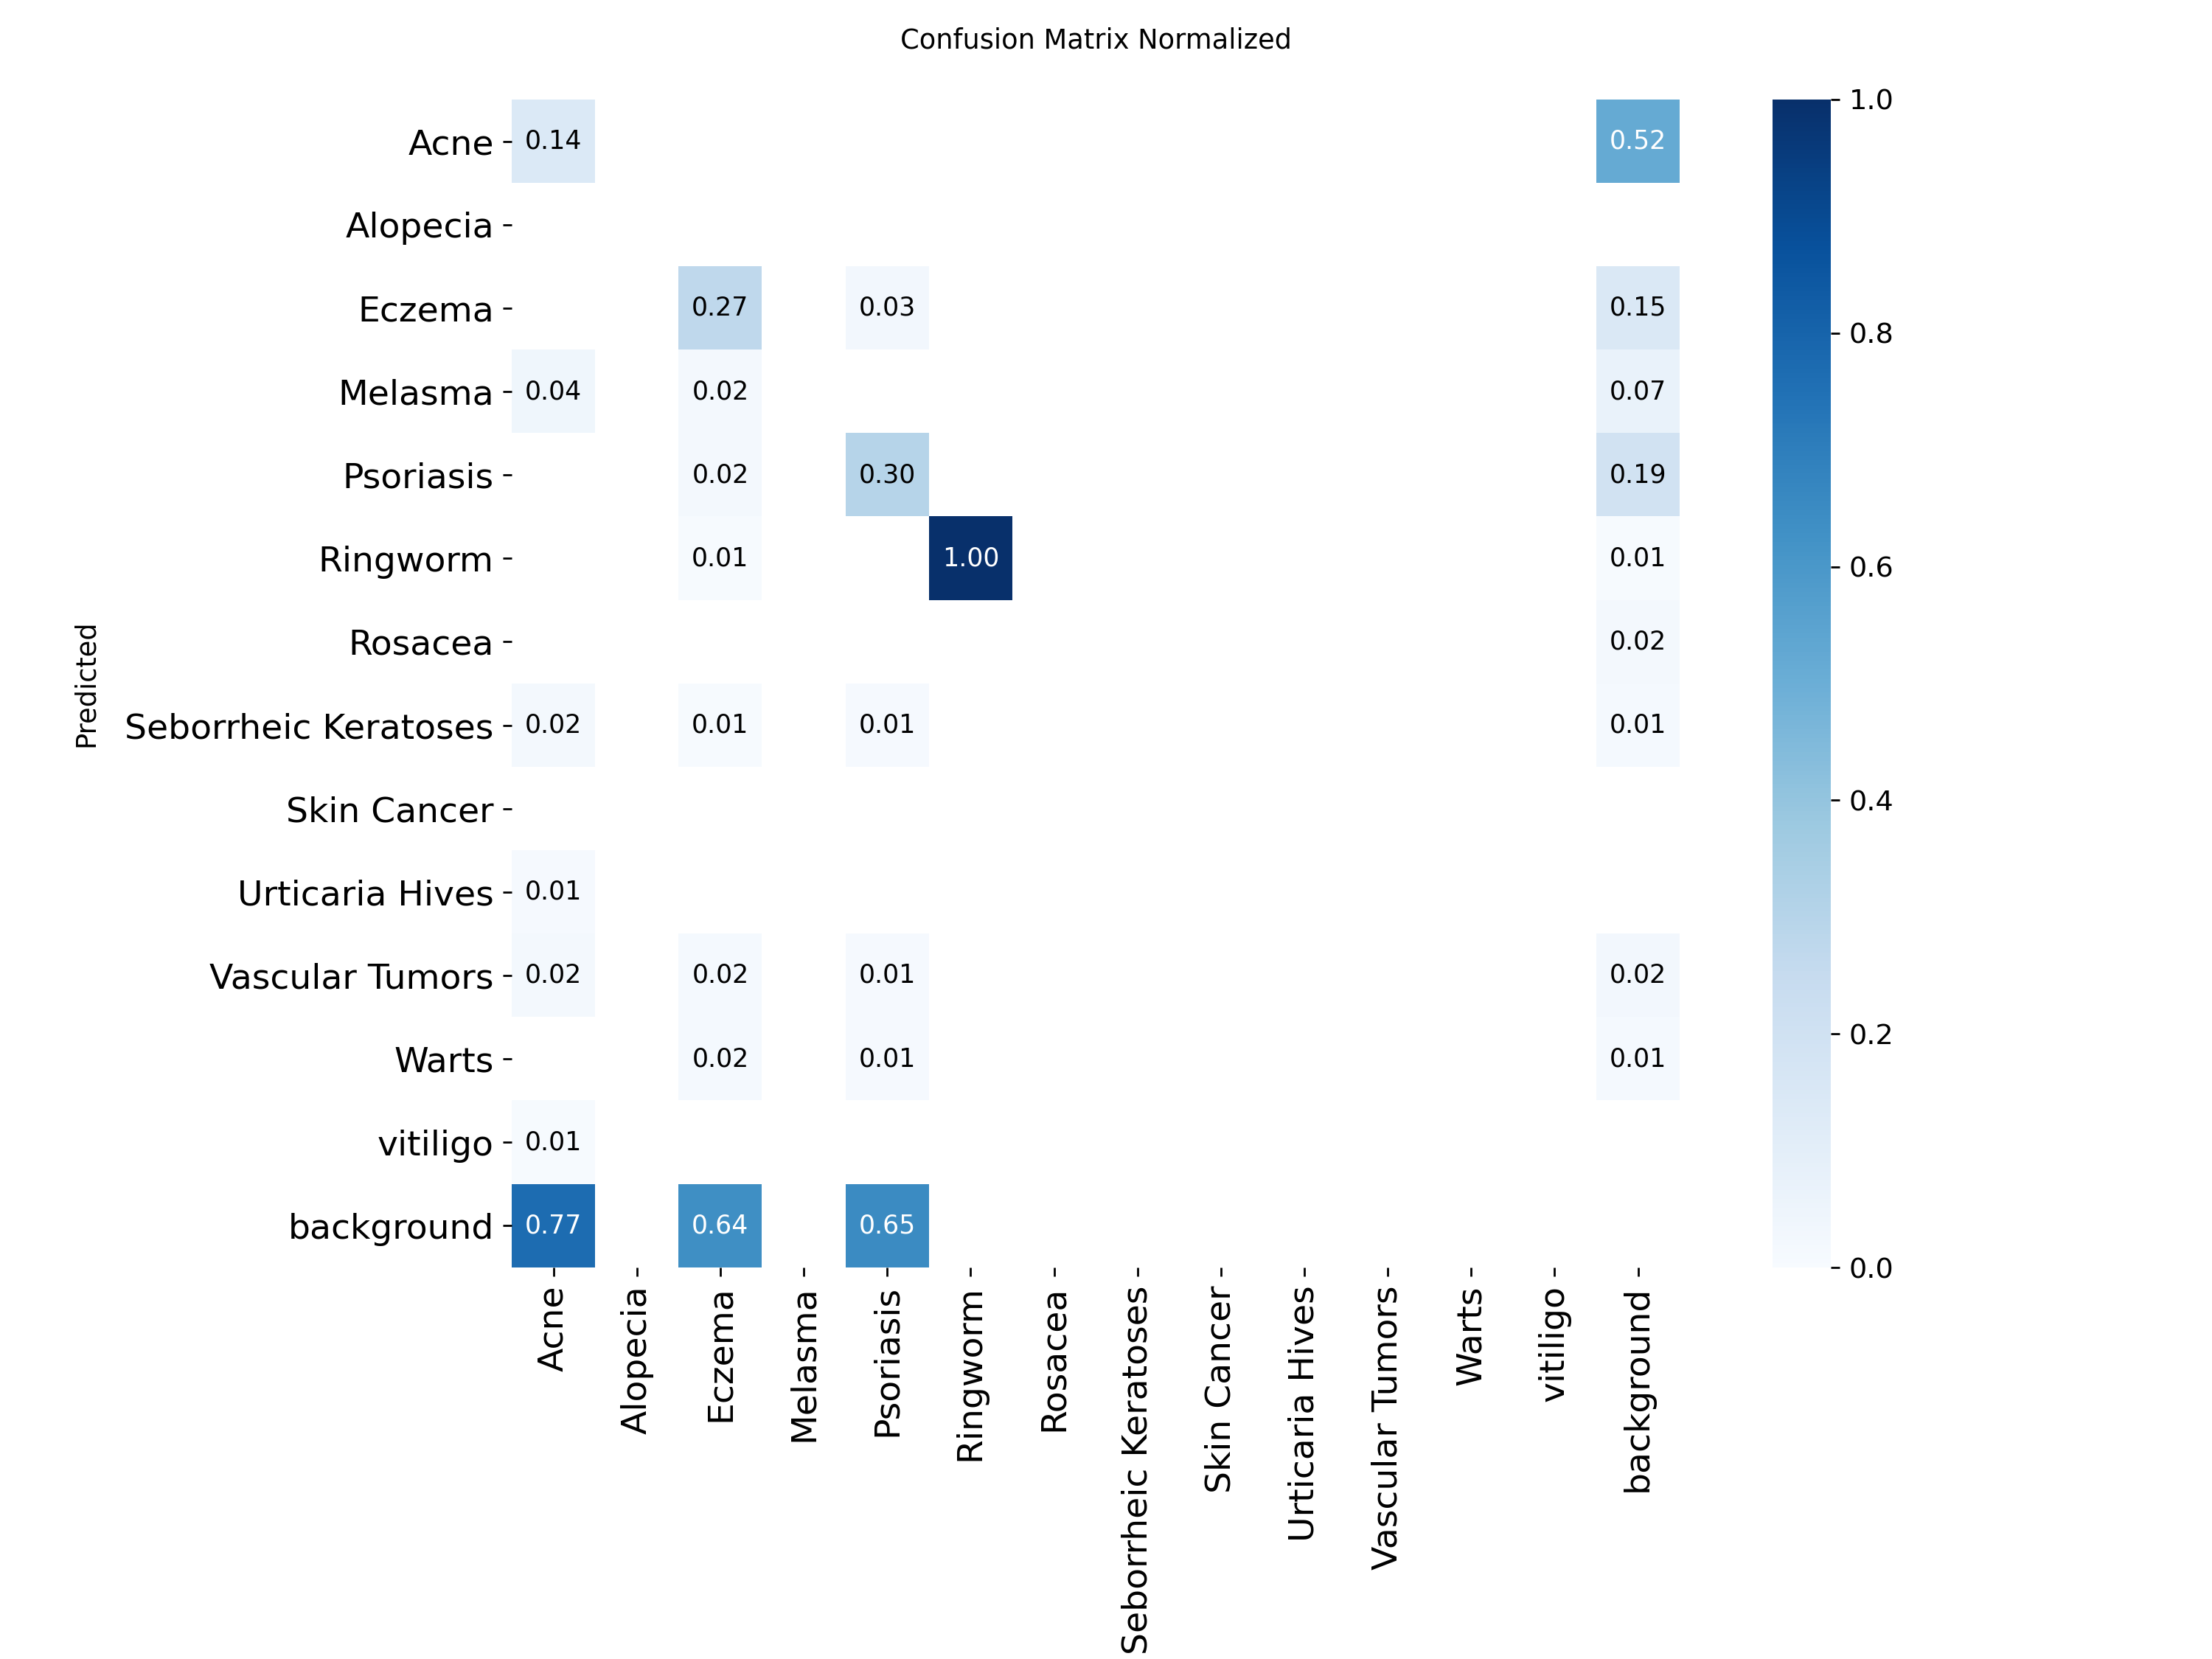 Confusion Matrix Normalized
Predicted
Acne 0.14 0.52
Alopecia
Eczema 0.27 0.03 0.15
Melasma 0.04 0.02 0.07
Psoriasis 0.02 0.30 0.19
Ringworm 0.01 1.00 0.01
Rosacea 0.02
Seborrheic Keratoses 0.02 0.01 0.01 0.01
Skin Cancer
Urticaria Hives 0.01
Vascular Tumors 0.02 0.02 0.01 0.02
Warts 0.02 0.01 0.01
vitiligo 0.01
background 0.77 0.64 0.65
Acne
Alopecia
Eczema
Melasma
Psoriasis
Ringworm
Rosacea
Seborrheic Keratoses
Skin Cancer
Urticaria Hives
Vascular Tumors
Warts
vitiligo
background
1.0
0.8
0.6
0.4
0.2
0.0